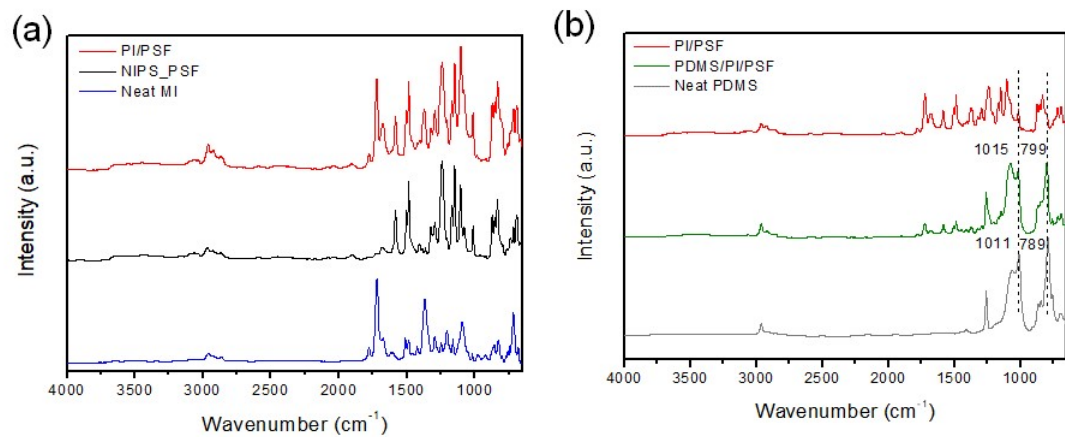 (a)
PI/PSF
NIPS_PSF
Neat MI
Intensity (a.u.)
4000 3500 3000 2500 2000 1500 1000
Wavenumber (cm⁻¹)
(b)
PI/PSF
PDMS/PI/PSF
Neat PDMS
1015 799
1011 789
Intensity (a.u.)
4000 3500 3000 2500 2000 1500 1000
Wavenumber (cm⁻¹)